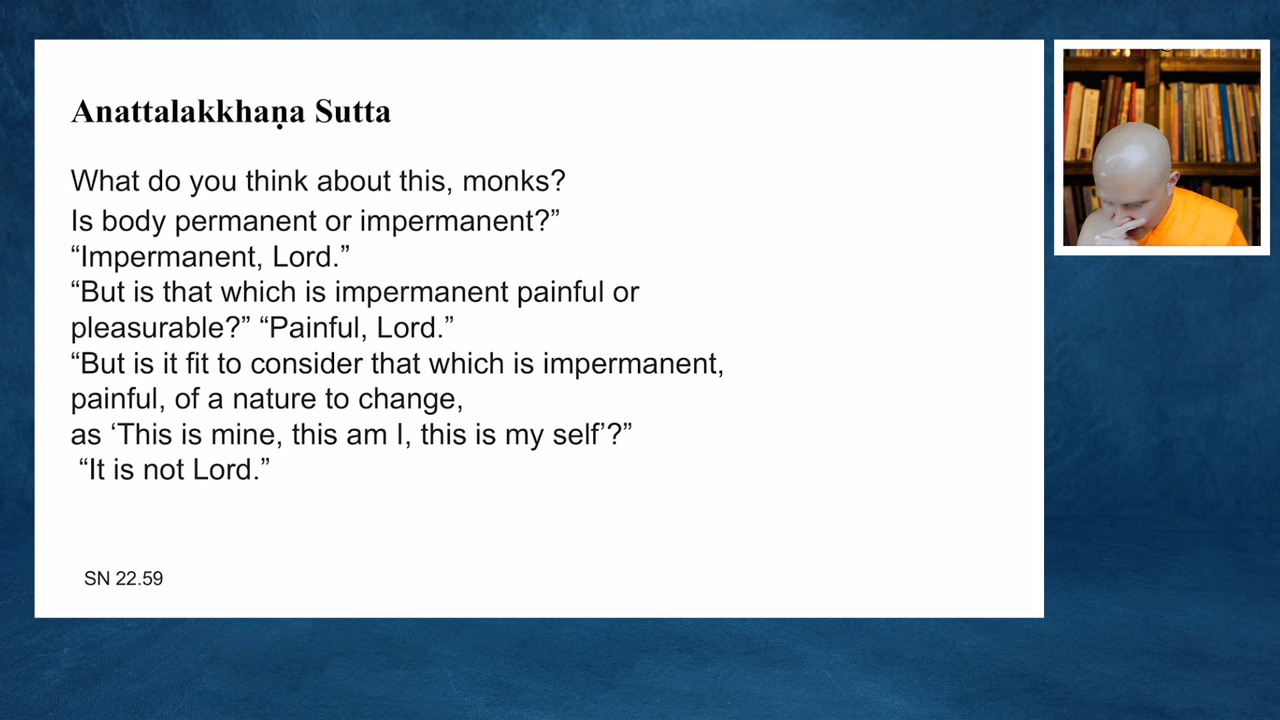 Anattalakkhaṇa Sutta
What do you think about this, monks?
Is body permanent or impermanent?”
“Impermanent, Lord.”
“But is that which is impermanent painful or
pleasurable?” “Painful, Lord.”
“But is it fit to consider that which is impermanent,
painful, of a nature to change,
as ‘This is mine, this am I, this is my self’?”
“It is not Lord.”
SN 22.59